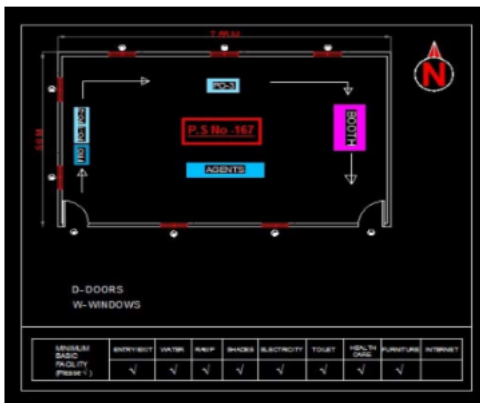 N
PO-3
P.S No -167
BOOTH
AGENTS
D-DOORS
W-WINDOWS
MINIMUM
BASIC
FACILITY
(Please √)
ENTRY/EXIT WATER RAMP SHADES ELECTRICITY TOILET HEALTH CARE FURNITURE INTERNET
√ √ √ √ √ √ √ √